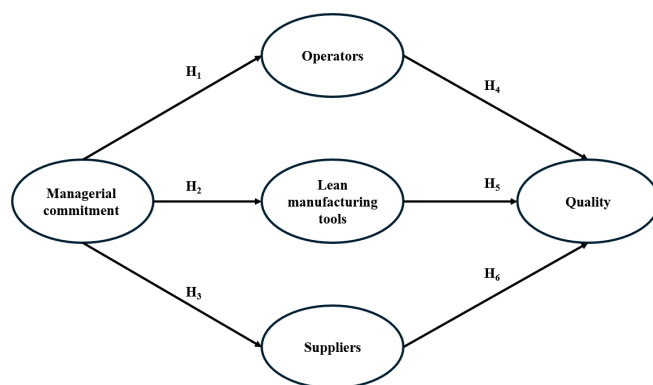 Operators
H₁
H₄
Managerial
commitment
H₂
Lean
manufacturing
tools
H₅
Quality
H₃
H₆
Suppliers